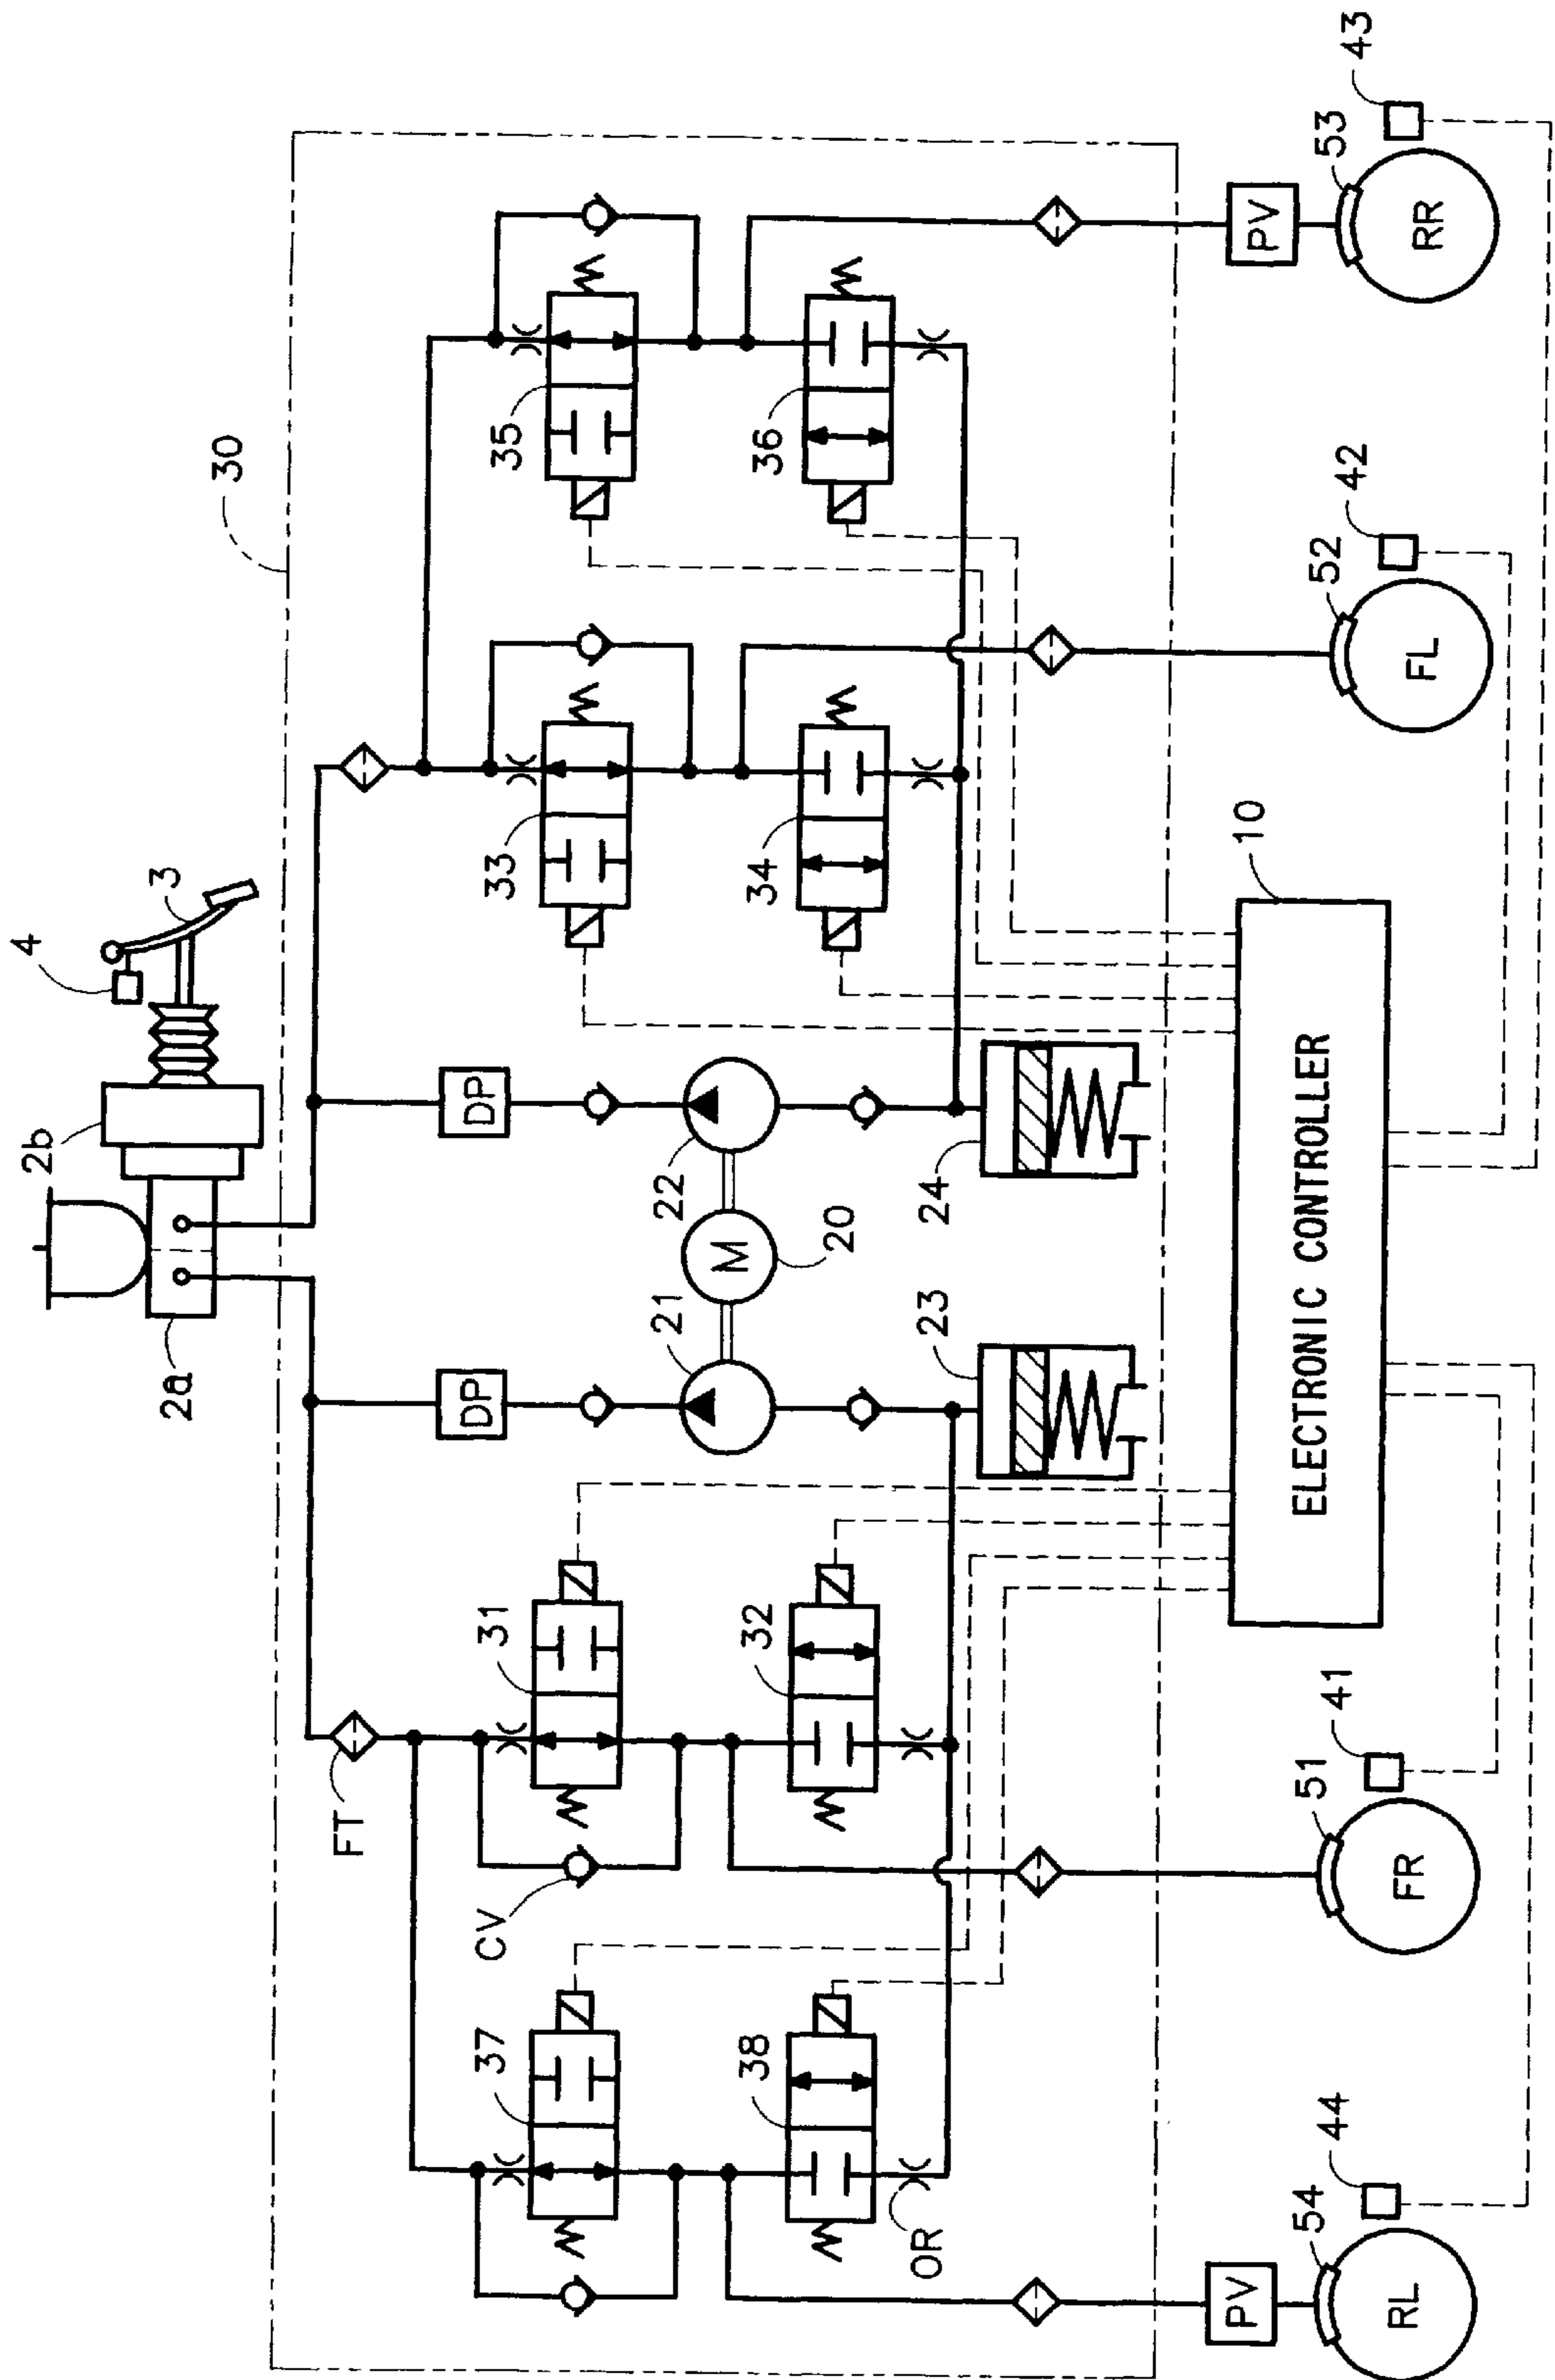 4
3
2b
2a
30
DP
DP
22
M
20
21
23
24
FT
CV
OR
37
38
31
32
33
34
35
36
10
ELECTRONIC CONTROLLER
PV
54
RL
44
51
FR
41
52
FL
42
PV
53
RR
43